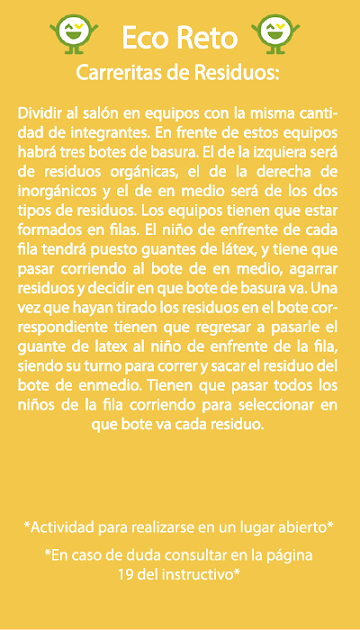 Eco Reto
Carreritas de Residuos:
Dividir al salón en equipos con la misma canti-
dad de integrantes. En frente de estos equipos
habrá tres botes de basura. El de la izquiera será
de residuos orgánicas, el de la derecha de
inorgánicos y el de en medio será de los dos
tipos de residuos. Los equipos tienen que estar
formados en filas. El niño de enfrente de cada
fila tendrá puesto guantes de látex, y tiene que
pasar corriendo al bote de en medio, agarrar
residuos y decidir en que bote de basura va. Una
vez que hayan tirado los residuos en el bote cor-
respondiente tienen que regresar a pasarle el
guante de latex al niño de enfrente de la fila,
siendo su turno para correr y sacar el residuo del
bote de enmedio. Tienen que pasar todos los
niños de la fila corriendo para seleccionar en
que bote va cada residuo.
*Actividad para realizarse en un lugar abierto*
*En caso de duda consultar en la página
19 del instructivo*